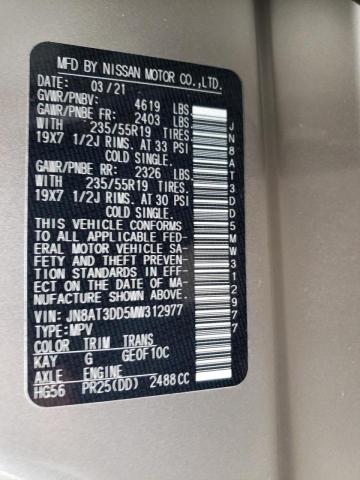 MFD BY NISSAN MOTOR CO.,LTD.
DATE: 03/21
GVWR/PNBV: 4619 LBS
GAWR/PNBE FR: 2403 LBS
WITH 235/55R19 TIRES.
19X7 1/2J RIMS. AT 33 PSI
COLD SINGLE.
GAWR/PNBE RR: 2326 LBS
WITH 235/55R19 TIRES.
19X7 1/2J RIMS. AT 30 PSI
COLD SINGLE.
THIS VEHICLE CONFORMS
TO ALL APPLICABLE FED-
ERAL MOTOR VEHICLE SA-
FETY AND THEFT PREVENT-
ION STANDARDS IN EFF-
ECT ON THE DATE OF MA-
NUFACTURE SHOWN ABOVE.
VIN: JN8AT3DD5MW312977
TYPE:MPV
COLOR TRIM TRANS
KAY G GE0F10C
AXLE ENGINE
HG56 PR25(DD) 2488CC
JN8AT3DD5MW312977